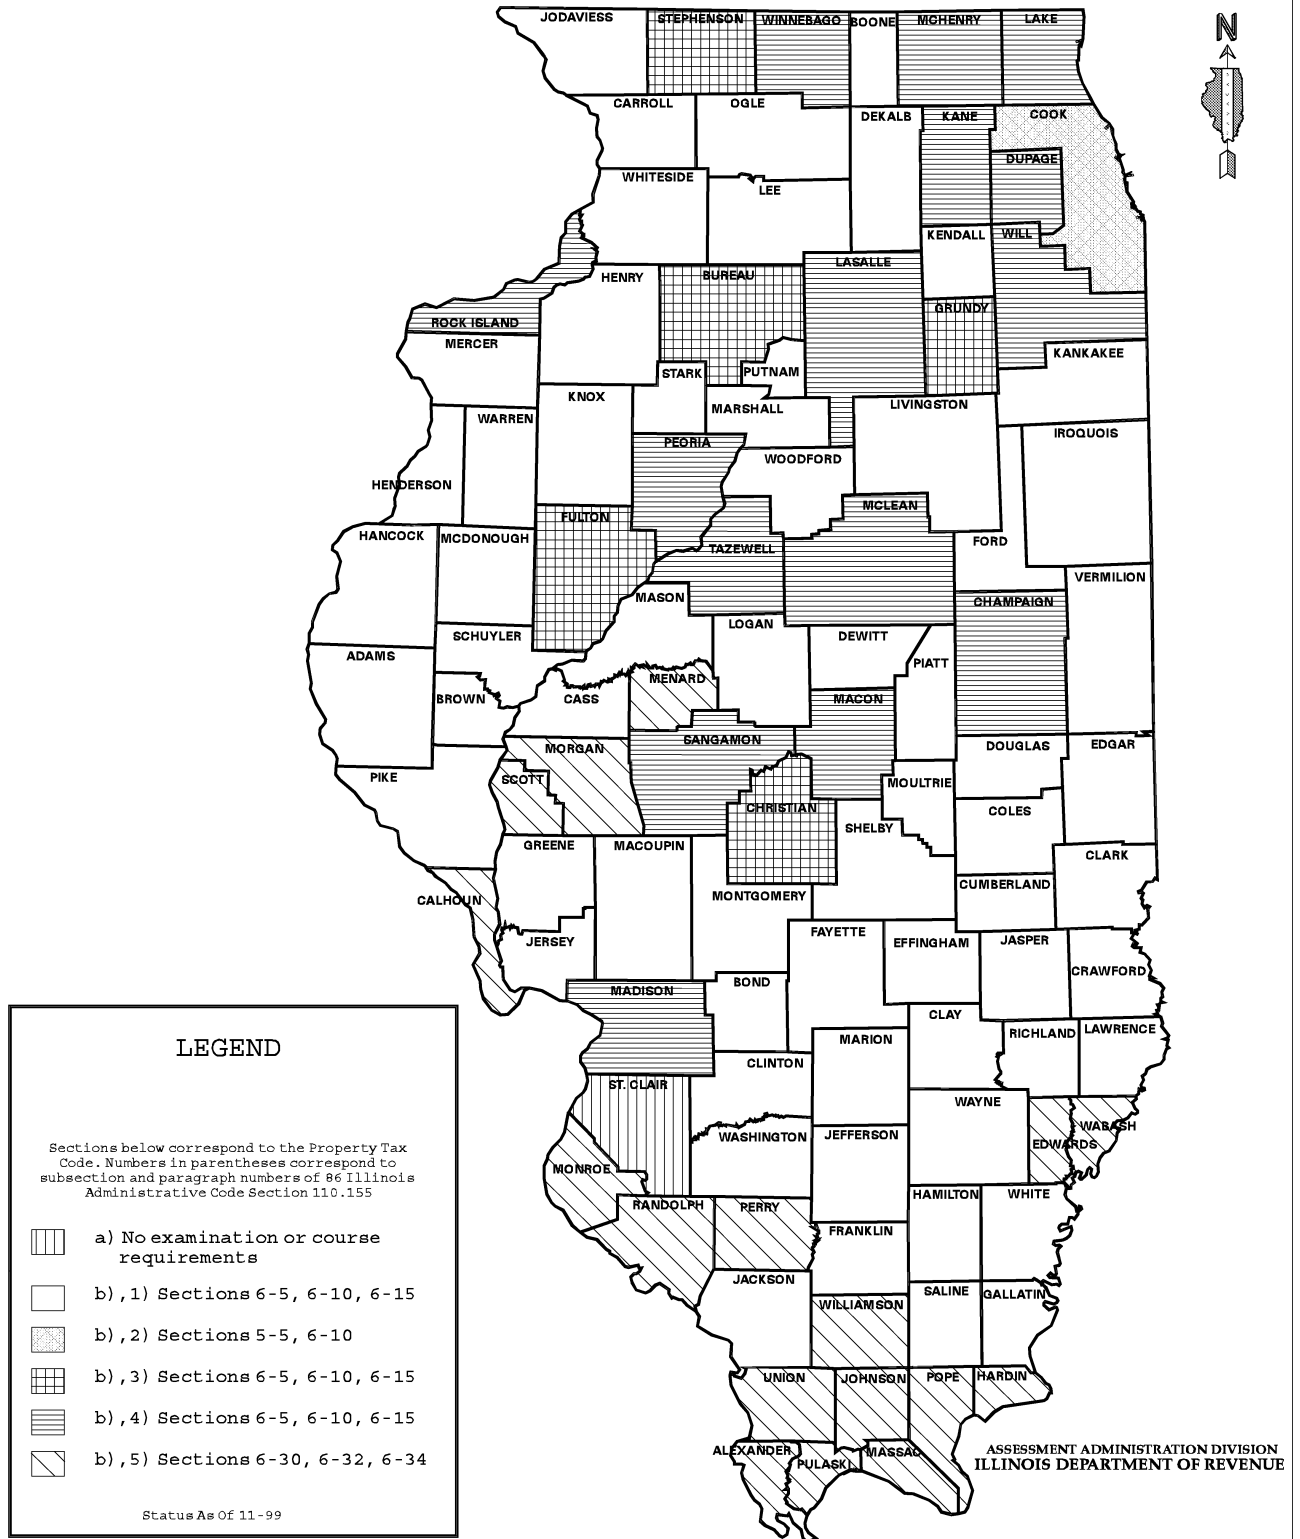 JODAVIESS STEPHENSON WINNEBAGO BOONE MCHENRY LAKE
N
CARROLL OGLE DEKALB KANE COOK
DUPAGE
WHITESIDE LEE
KENDALL WILL
HENRY BUREAU LASALLE
GRUNDY
ROCK ISLAND
MERCER KANKAKEE
STARK PUTNAM
KNOX MARSHALL LIVINGSTON
WARREN PEORIA IROQUOIS
WOODFORD
HENDERSON
FULTON MCLEAN
HANCOCK MCDONOUGH TAZEWELL FORD
VERMILION
MASON CHAMPAIGN
SCHUYLER LOGAN DEWITT
ADAMS PIATT
BROWN CASS MENARD MACON
MORGAN SANGAMON DOUGLAS EDGAR
PIKE SCOTT MOULTRIE
CHRISTIAN COLES
SHELBY
GREENE MACOUPIN CLARK
CUMBERLAND
CALHOUN MONTGOMERY
JERSEY FAYETTE EFFINGHAM JASPER
CRAWFORD
MADISON BOND
CLAY
MARION RICHLAND LAWRENCE
CLINTON
ST. CLAIR
WAYNE
WASHINGTON JEFFERSON WABASH
EDWARDS
MONROE
RANDOLPH PERRY HAMILTON WHITE
FRANKLIN
JACKSON
WILLIAMSON SALINE GALLATIN
UNION JOHNSON POPE HARDIN
ALEXANDER PULASKI MASSAC
LEGEND
Sections below correspond to the Property Tax
Code. Numbers in parentheses correspond to
subsection and paragraph numbers of 86 Illinois
Administrative Code Section 110.155
a) No examination or course
requirements
b),1) Sections 6-5, 6-10, 6-15
b),2) Sections 5-5, 6-10
b),3) Sections 6-5, 6-10, 6-15
b),4) Sections 6-5, 6-10, 6-15
b),5) Sections 6-30, 6-32, 6-34
Status As Of 11-99
ASSESSMENT ADMINISTRATION DIVISION
ILLINOIS DEPARTMENT OF REVENUE